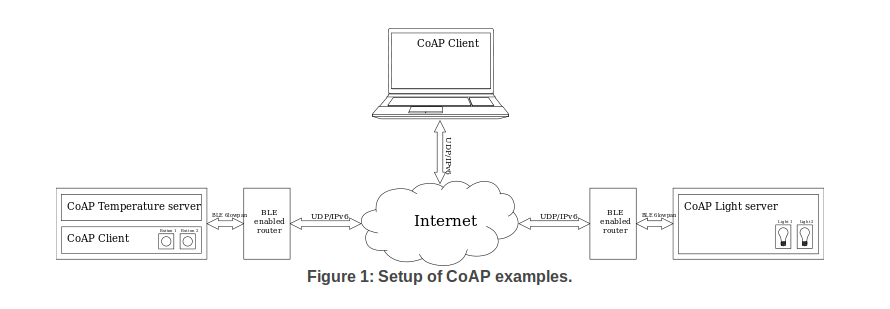 CoAP Client
UDP/IPv6
CoAP Temperature server
CoAP Client
Button 1
Button 2
BLE 6lowpan
BLE
enabled
router
UDP/IPv6
Internet
UDP/IPv6
BLE
enabled
router
BLE 6lowpan
CoAP Light server
Light 1
Light 2
Figure 1: Setup of CoAP examples.